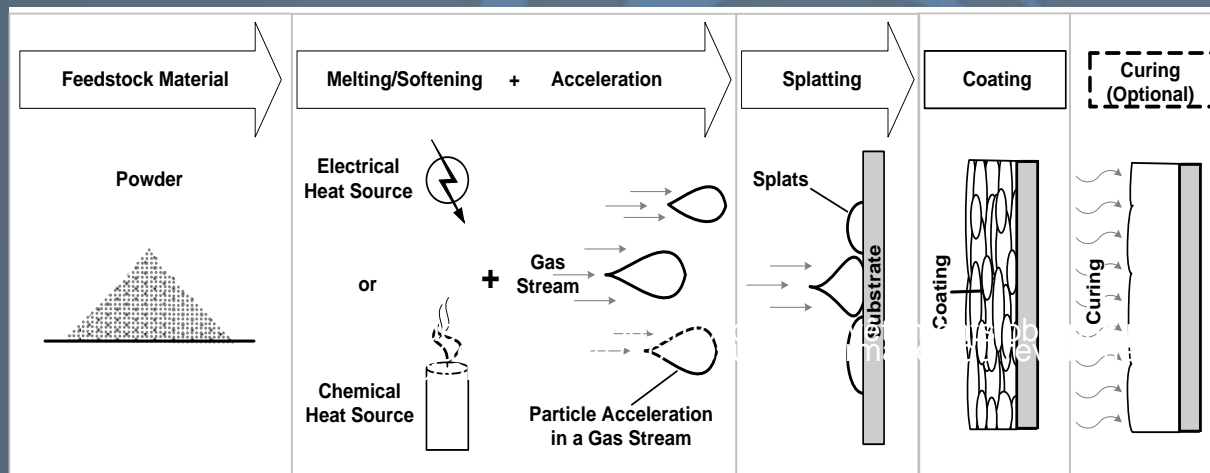 Feedstock Material
Melting/Softening + Acceleration
Splatting
Coating
Curing
(Optional)
Powder
Electrical
Heat Source
or
Chemical
Heat Source
+
Gas
Stream
Particle Acceleration
in a Gas Stream
Splats
Substrate
Coating
Curing